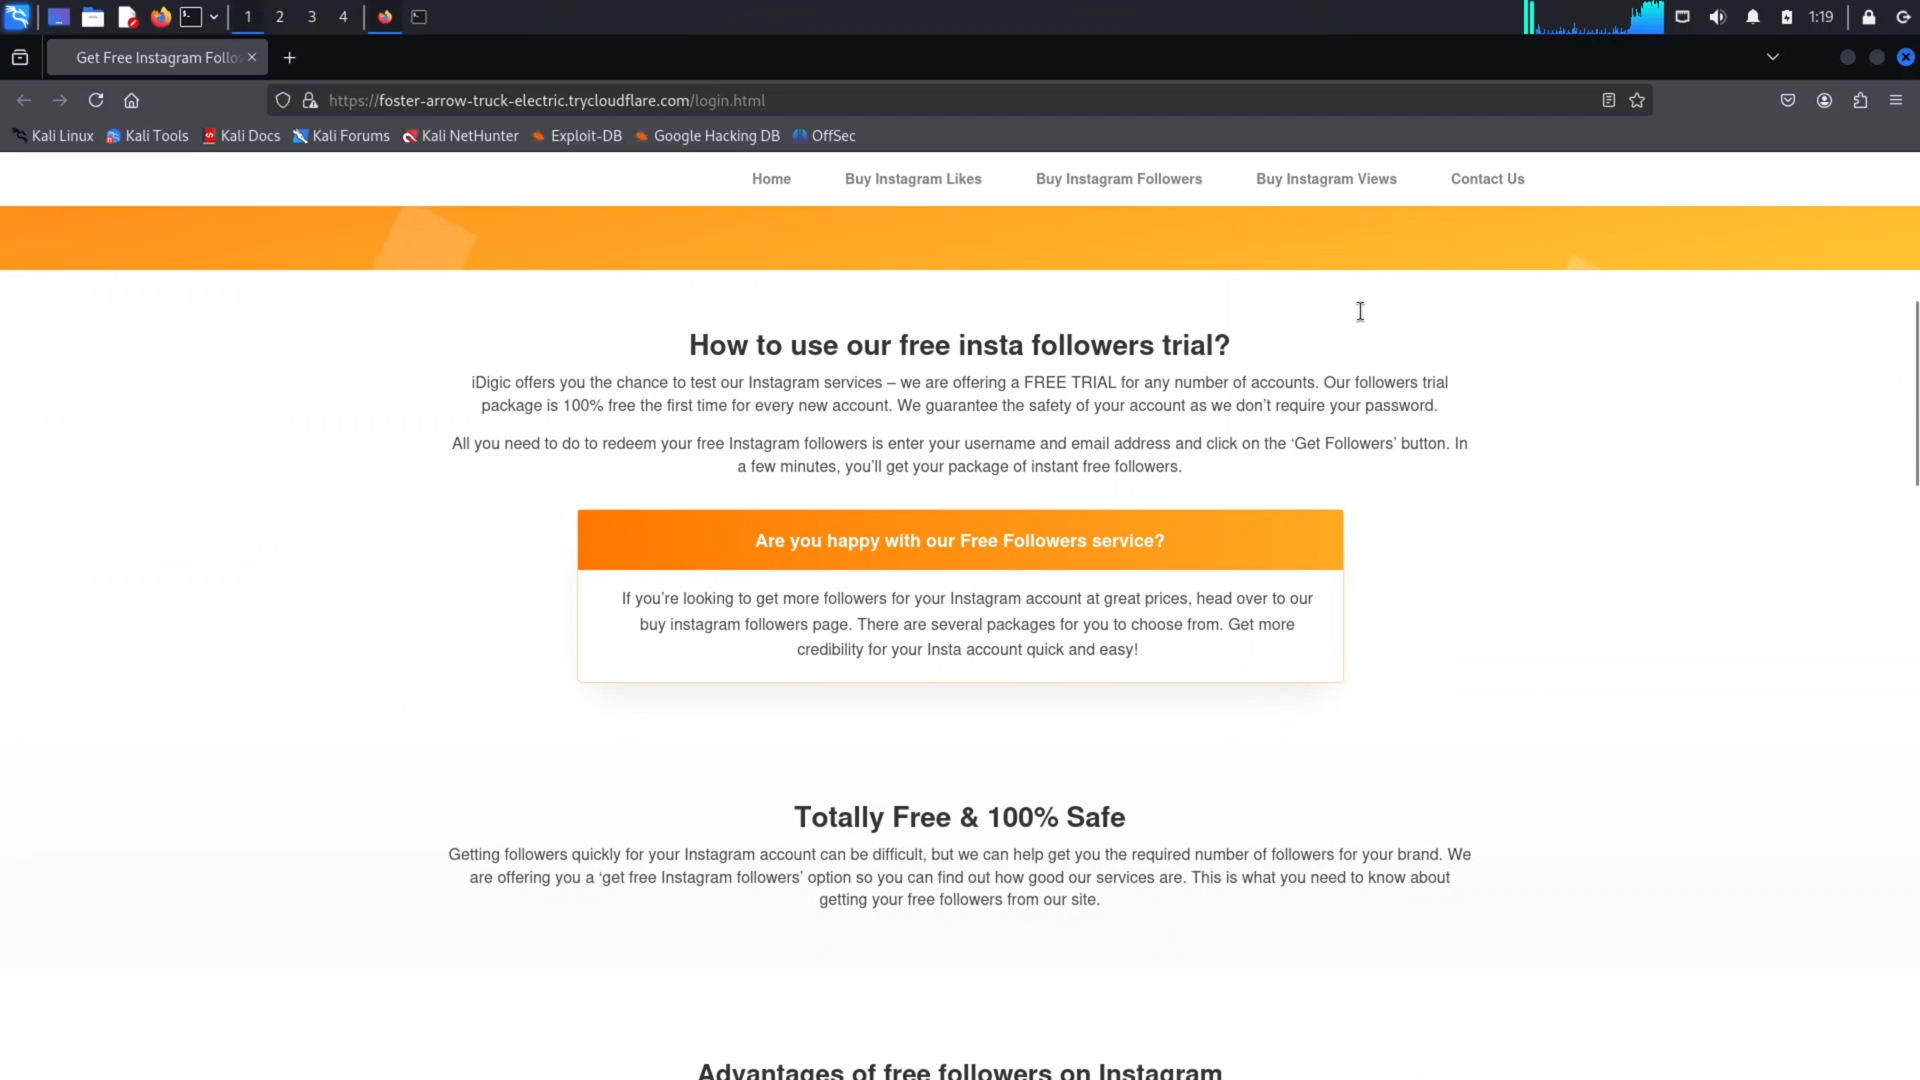 1 2 3 4
1:19
Get Free Instagram Follo
https://foster-arrow-truck-electric.trycloudflare.com/login.html
Kali Linux Kali Tools Kali Docs Kali Forums Kali NetHunter Exploit-DB Google Hacking DB OffSec
Home Buy Instagram Likes Buy Instagram Followers Buy Instagram Views Contact Us
How to use our free insta followers trial?
iDigic offers you the chance to test our Instagram services – we are offering a FREE TRIAL for any number of accounts. Our followers trial
package is 100% free the first time for every new account. We guarantee the safety of your account as we don’t require your password.
All you need to do to redeem your free Instagram followers is enter your username and email address and click on the ‘Get Followers’ button. In
a few minutes, you’ll get your package of instant free followers.
Are you happy with our Free Followers service?
If you’re looking to get more followers for your Instagram account at great prices, head over to our
buy instagram followers page. There are several packages for you to choose from. Get more
credibility for your Insta account quick and easy!
Totally Free & 100% Safe
Getting followers quickly for your Instagram account can be difficult, but we can help get you the required number of followers for your brand. We
are offering you a ‘get free Instagram followers’ option so you can find out how good our services are. This is what you need to know about
getting your free followers from our site.
Advantages of free followers on Instagram